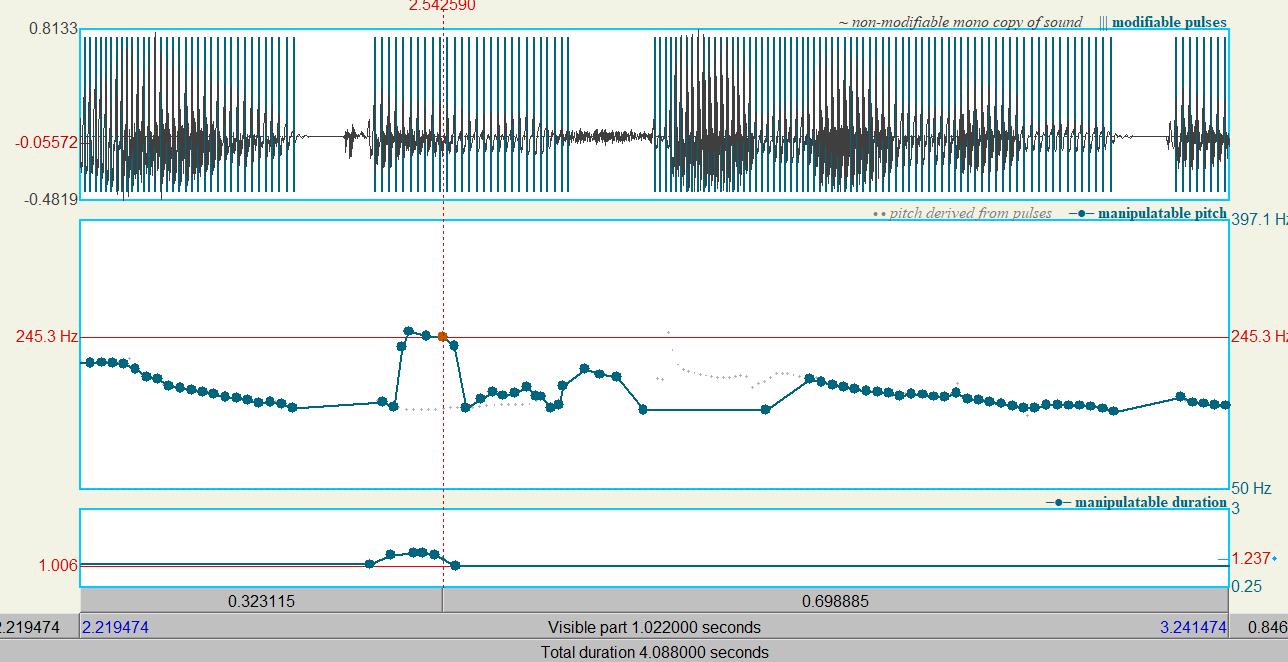 2.542590
~ non-modifiable mono copy of sound ||| modifiable pulses
0.8133
-0.05572
-0.4819
•• pitch derived from pulses –●– manipulatable pitch
397.1 Hz
245.3 Hz 245.3 Hz
50 Hz
–●– manipulatable duration
3
1.006 1.237
0.25
0.323115 0.698885
2.219474 2.219474 Visible part 1.022000 seconds 3.241474 0.846
Total duration 4.088000 seconds